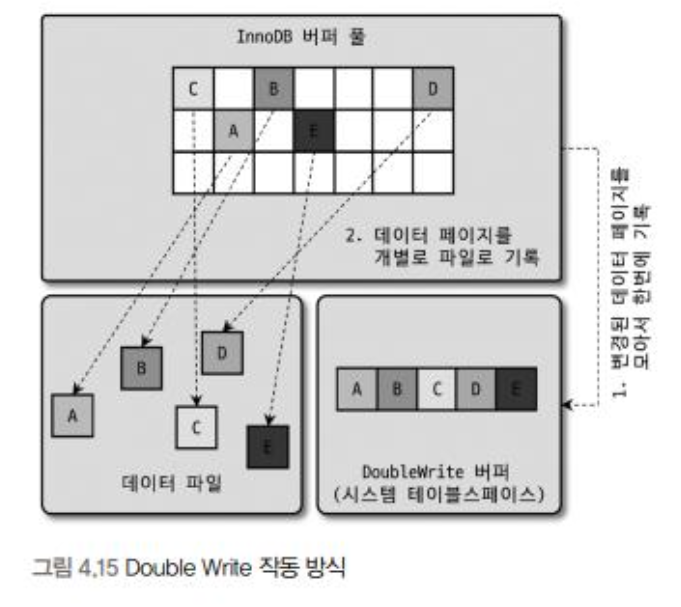 InnoDB 버퍼 풀
C
B
D
A
E
2. 데이터 페이지를
개별로 파일로 기록
1. 변경된 데이터 페이지를
모아서 한번에 기록
A
B
D
C
E
데이터 파일
A B C D E
DoubleWrite 버퍼
(시스템 테이블스페이스)
그림 4.15 Double Write 작동 방식